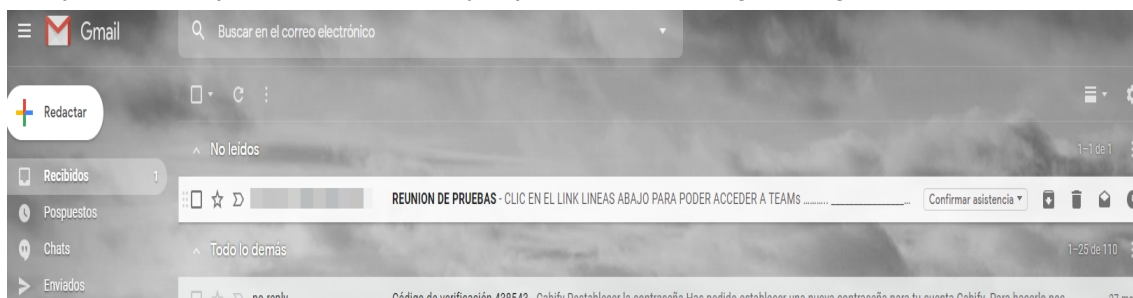 Gmail
Buscar en el correo electrónico
Redactar
No leídos
1-1 de 1
Recibidos 1
REUNION DE PRUEBAS - CLIC EN EL LINK LINEAS ABAJO PARA PODER ACCEDER A TEAMs .......... __________________...
Confirmar asistencia
Pospuestos
Chats
Todo lo demás
1-25 de 110
Enviados
no-reply
Código de verificación 438543 - Cabify Restablecer la contraseña Has pedido establecer una nueva contraseña para tu cuenta Cabify. Para hacerlo